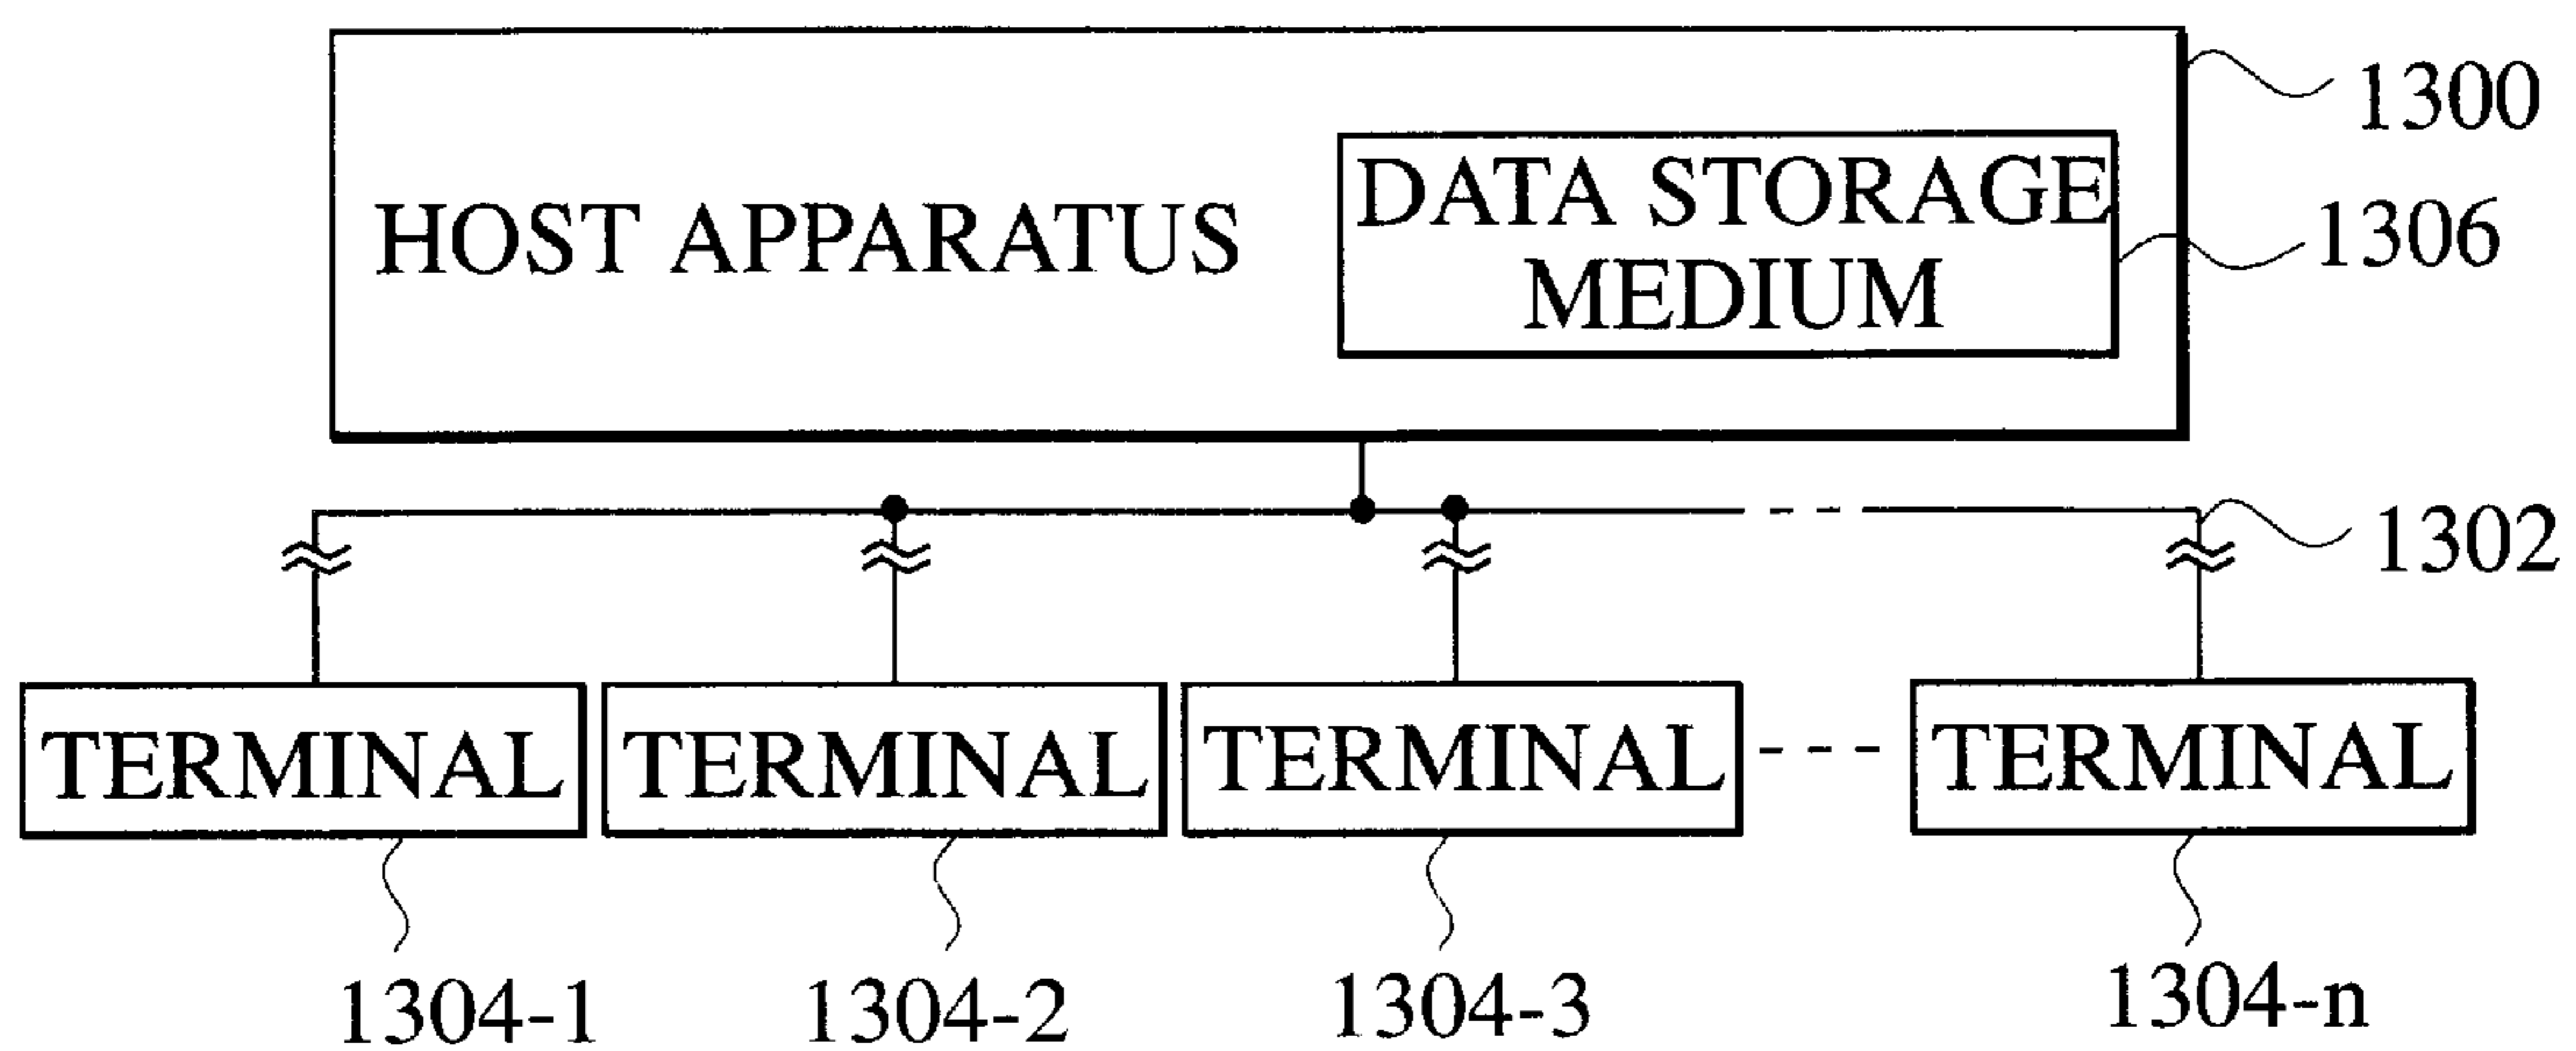 1300
DATA STORAGE
MEDIUM
HOST APPARATUS
1306
1302
TERMINAL TERMINAL TERMINAL --- TERMINAL
1304-1 1304-2 1304-3 1304-n